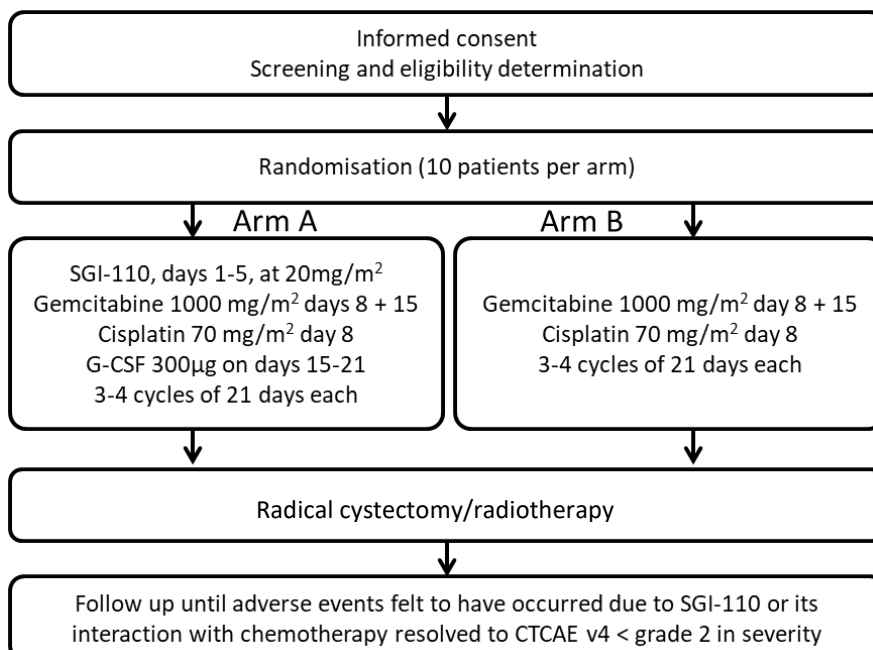 Informed consent
Screening and eligibility determination
Randomisation (10 patients per arm)
Arm A
Arm B
SGI-110, days 1-5, at 20mg/m²
Gemcitabine 1000 mg/m² days 8 + 15
Cisplatin 70 mg/m² day 8
G-CSF 300µg on days 15-21
3-4 cycles of 21 days each
Gemcitabine 1000 mg/m² day 8 + 15
Cisplatin 70 mg/m² day 8
3-4 cycles of 21 days each
Radical cystectomy/radiotherapy
Follow up until adverse events felt to have occurred due to SGI-110 or its
interaction with chemotherapy resolved to CTCAE v4 < grade 2 in severity